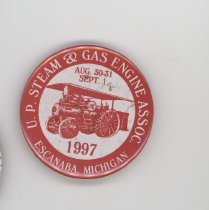 U. P. STEAM & GAS ENGINE ASSOC
AUG. 30-31
SEPT. 1
1997
ESCANABA, MICHIGAN